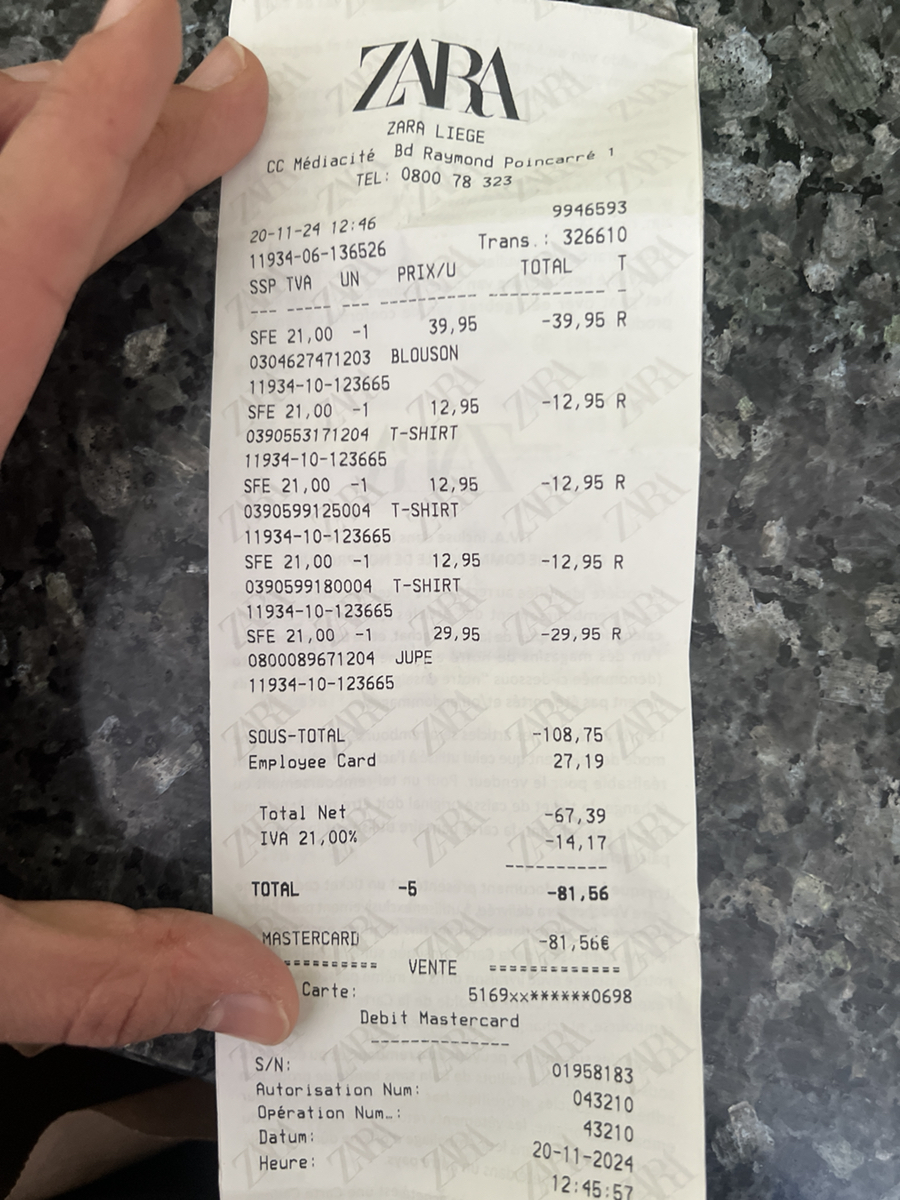 ZARA
ZARA LIEGE
CC Médiacité Bd Raymond Poincarré 1
TEL: 0800 78 323
9946593
20-11-24 12:46
11934-06-136526 Trans.: 326610
SSP TVA UN PRIX/U TOTAL T
--- ----- --- ---------- --------------- -
SFE 21,00 -1 39,95 -39,95 R
0304627471203 BLOUSON
11934-10-123665
SFE 21,00 -1 12,95 -12,95 R
0390553171204 T-SHIRT
11934-10-123665
SFE 21,00 -1 12,95 -12,95 R
0390599125004 T-SHIRT
11934-10-123665
SFE 21,00 -1 12,95 -12,95 R
0390599180004 T-SHIRT
11934-10-123665
SFE 21,00 -1 29,95 -29,95 R
0800089671204 JUPE
11934-10-123665
SOUS-TOTAL -108,75
Employee Card 27,19
Total Net -67,39
IVA 21,00% -14,17
----------
TOTAL -5 -81,56
MASTERCARD -81,56€
========== VENTE =============
Carte: 5169xx******0698
Debit Mastercard
--------------
S/N: 01958183
Autorisation Num: 043210
Opération Num.: 43210
Datum: 20-11-2024
Heure: 12:45:57